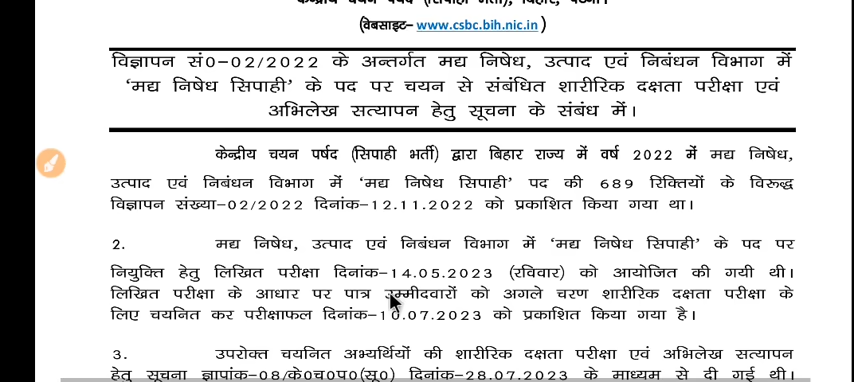 केन्द्रीय चयन पर्षद (सिपाही भर्ती), बिहार, पटना।
(वेबसाइट– www.csbc.bih.nic.in )
विज्ञापन सं0–02/2022 के अन्तर्गत मद्य निषेध, उत्पाद एवं निबंधन विभाग में
‘मद्य निषेध सिपाही’ के पद पर चयन से संबंधित शारीरिक दक्षता परीक्षा एवं
अभिलेख सत्यापन हेतु सूचना के संबंध में।
केन्द्रीय चयन पर्षद (सिपाही भर्ती) द्वारा बिहार राज्य में वर्ष 2022 में मद्य निषेध,
उत्पाद एवं निबंधन विभाग में ‘मद्य निषेध सिपाही’ पद की 689 रिक्तियों के विरूद्ध
विज्ञापन संख्या–02/2022 दिनांक–12.11.2022 को प्रकाशित किया गया था।
2. मद्य निषेध, उत्पाद एवं निबंधन विभाग में ‘मद्य निषेध सिपाही’ के पद पर
नियुक्ति हेतु लिखित परीक्षा दिनांक–14.05.2023 (रविवार) को आयोजित की गयी थी।
लिखित परीक्षा के आधार पर पात्र उम्मीदवारों को अगले चरण शारीरिक दक्षता परीक्षा के
लिए चयनित कर परीक्षाफल दिनांक–10.07.2023 को प्रकाशित किया गया है।
3. उपरोक्त चयनित अभ्यर्थियों की शारीरिक दक्षता परीक्षा एवं अभिलेख सत्यापन
हेतु सूचना ज्ञापांक–08/के0च0प0(सू0) दिनांक–28.07.2023 के माध्यम से दी गई थी।